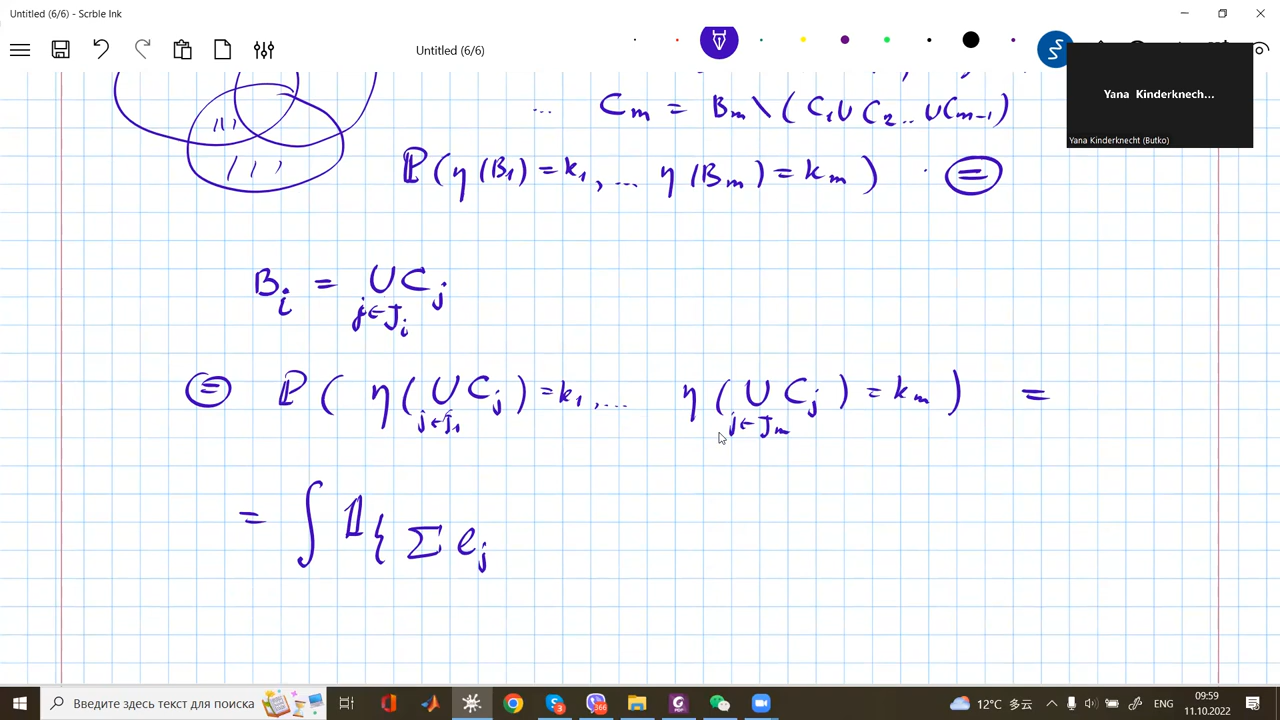 Untitled (6/6) - Scrble Ink
Untitled (6/6)
Yana Kinderknech...
Yana Kinderknecht (Butko)
... C_m = B_m \ (C_1 ∪ C_2 .. ∪ C_{m-1})
ℙ(η(B_1) = k_1, ... η(B_m) = k_m) ⊜
B_i = ∪_{j∈J_i} C_j
⊜ ℙ( η(∪_{j∈J_1} C_j) = k_1, ... η(∪_{j∈J_m} C_j) = k_m ) =
= ∫ 𝟙{ Σ e_j
Введите здесь текст для поиска
366
12°C 多云
ENG
09:59
11.10.2022